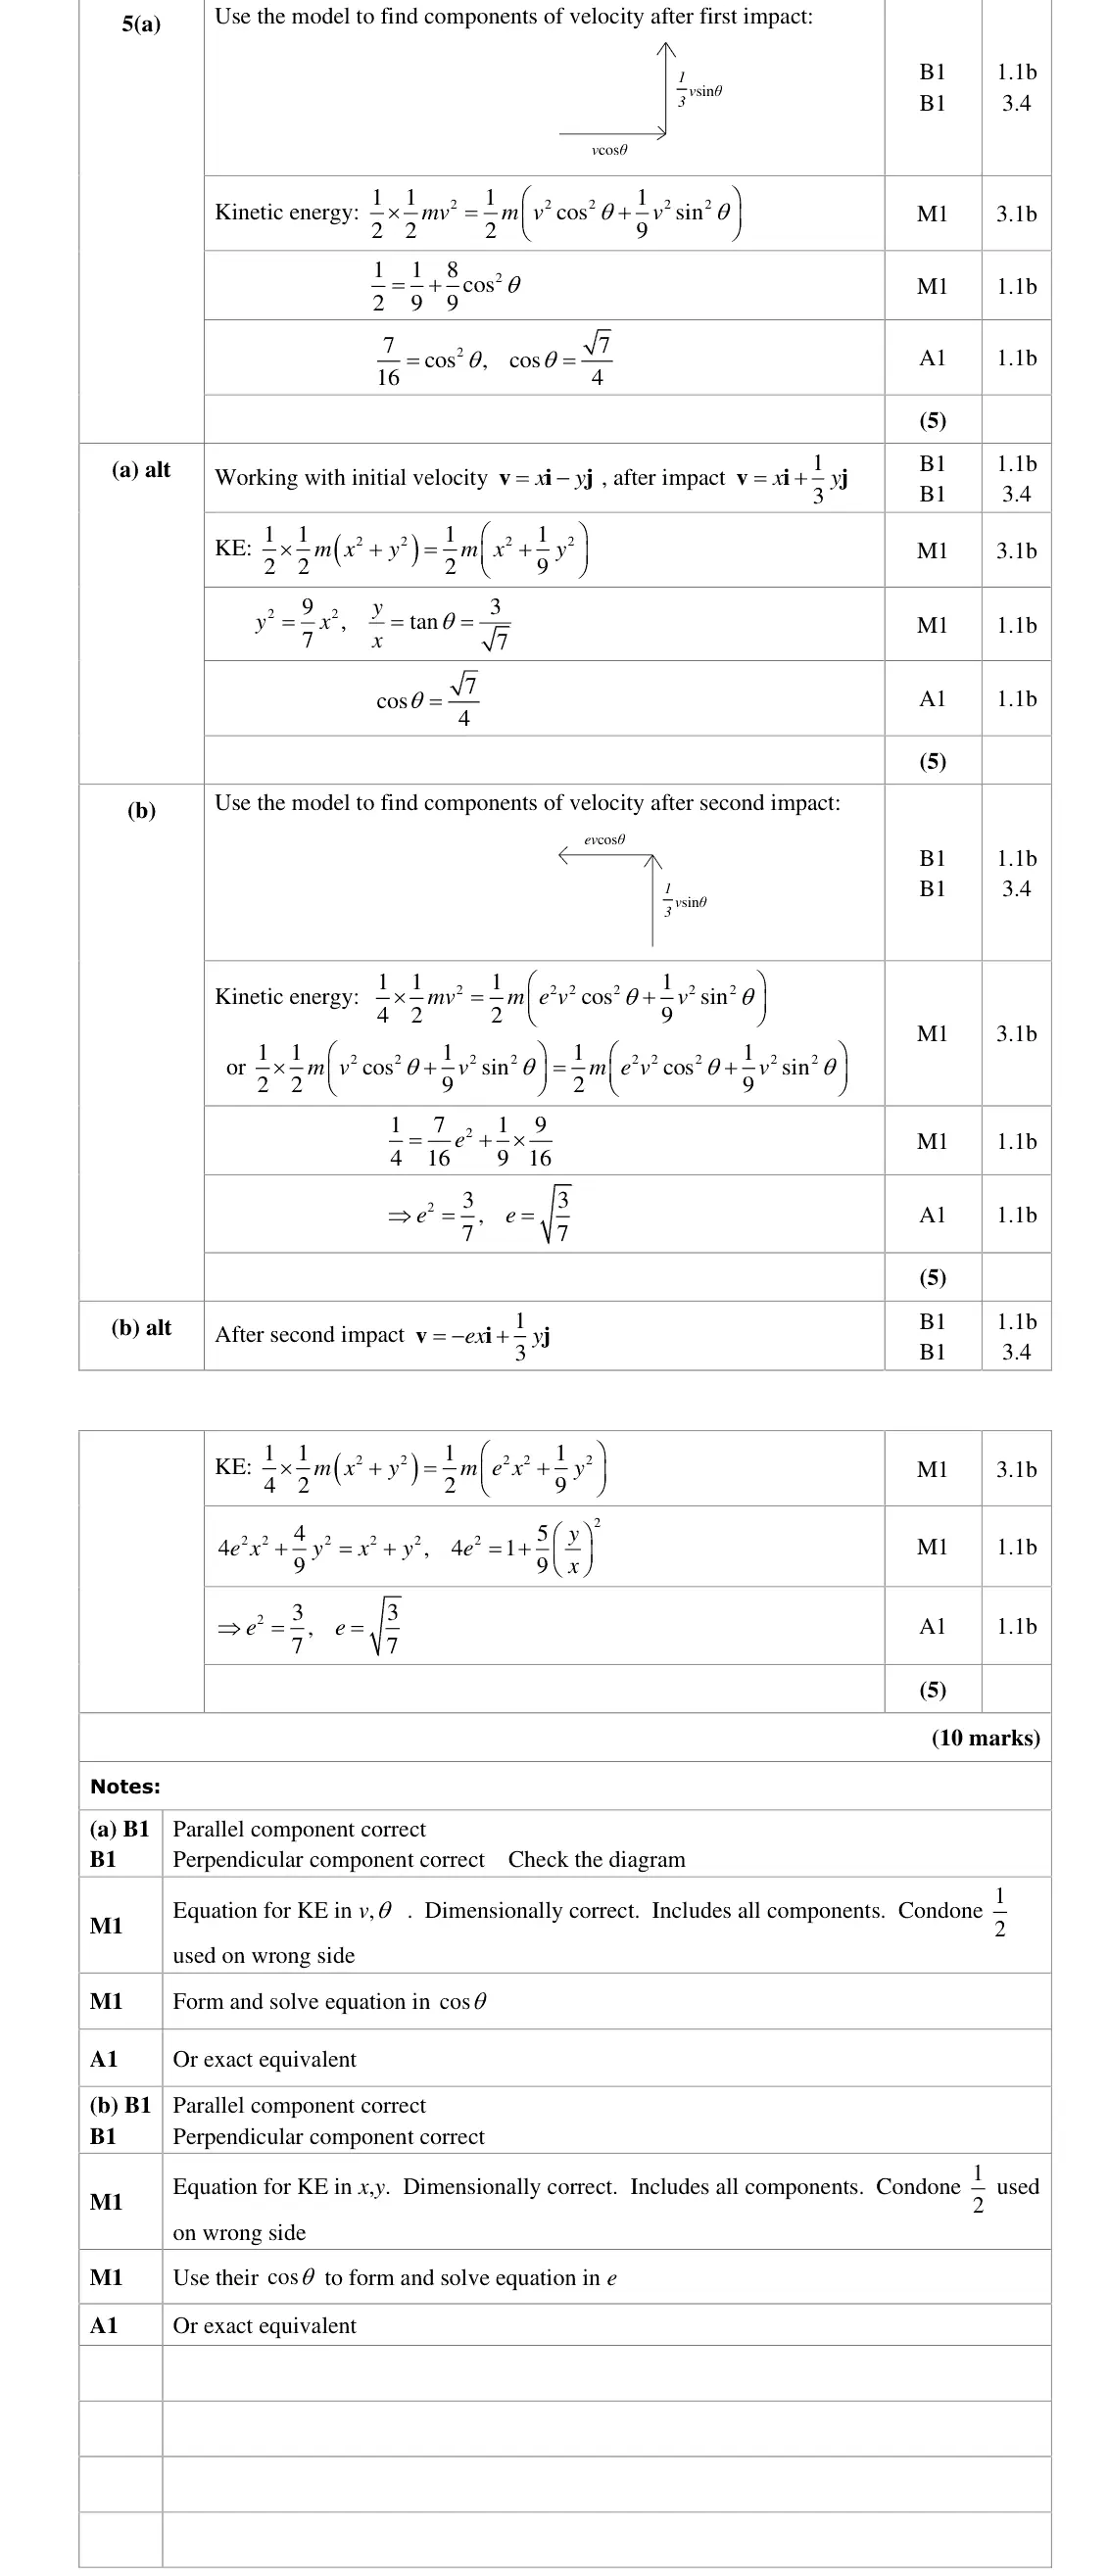 5(a) Use the model to find components of velocity after first impact:
1/3 vsinθ
vcosθ
B1 1.1b
B1 3.4
Kinetic energy: 1/2 × 1/2 mv² = 1/2 m(v² cos² θ + 1/9 v² sin² θ) M1 3.1b
1/2 = 1/9 + 8/9 cos² θ M1 1.1b
7/16 = cos² θ, cos θ = √7/4 A1 1.1b
(5)
(a) alt Working with initial velocity v = xi − yj , after impact v = xi + 1/3 yj B1 1.1b
B1 3.4
KE: 1/2 × 1/2 m(x² + y²) = 1/2 m(x² + 1/9 y²) M1 3.1b
y² = 9/7 x², y/x = tan θ = 3/√7 M1 1.1b
cos θ = √7/4 A1 1.1b
(5)
(b) Use the model to find components of velocity after second impact:
evcosθ
1/3 vsinθ
B1 1.1b
B1 3.4
Kinetic energy: 1/4 × 1/2 mv² = 1/2 m(e²v² cos² θ + 1/9 v² sin² θ)
or 1/2 × 1/2 m(v² cos² θ + 1/9 v² sin² θ) = 1/2 m(e²v² cos² θ + 1/9 v² sin² θ) M1 3.1b
1/4 = 7/16 e² + 1/9 × 9/16 M1 1.1b
⇒ e² = 3/7, e = √(3/7) A1 1.1b
(5)
(b) alt After second impact v = −exi + 1/3 yj B1 1.1b
B1 3.4
KE: 1/4 × 1/2 m(x² + y²) = 1/2 m(e²x² + 1/9 y²) M1 3.1b
4e²x² + 4/9 y² = x² + y², 4e² = 1 + 5/9 (y/x)² M1 1.1b
⇒ e² = 3/7, e = √(3/7) A1 1.1b
(5)
(10 marks)
Notes:
(a) B1 Parallel component correct
B1 Perpendicular component correct Check the diagram
M1 Equation for KE in v, θ . Dimensionally correct. Includes all components. Condone 1/2
used on wrong side
M1 Form and solve equation in cos θ
A1 Or exact equivalent
(b) B1 Parallel component correct
B1 Perpendicular component correct
M1 Equation for KE in x,y. Dimensionally correct. Includes all components. Condone 1/2 used
on wrong side
M1 Use their cos θ to form and solve equation in e
A1 Or exact equivalent